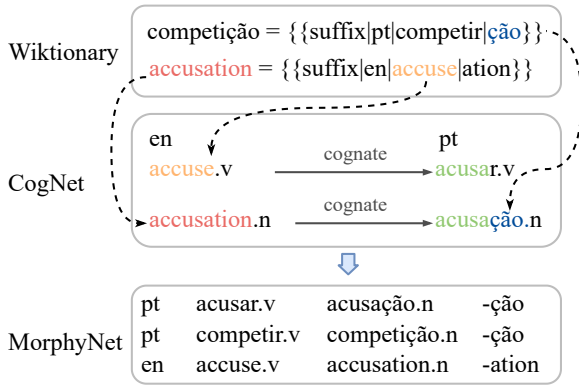 Wiktionary
competição = {{suffix|pt|competir|ção}}
accusation = {{suffix|en|accuse|ation}}
CogNet
en pt
accuse.v cognate acusar.v
accusation.n cognate acusação.n
MorphyNet
pt acusar.v acusação.n -ção
pt competir.v competição.n -ção
en accuse.v accusation.n -ation